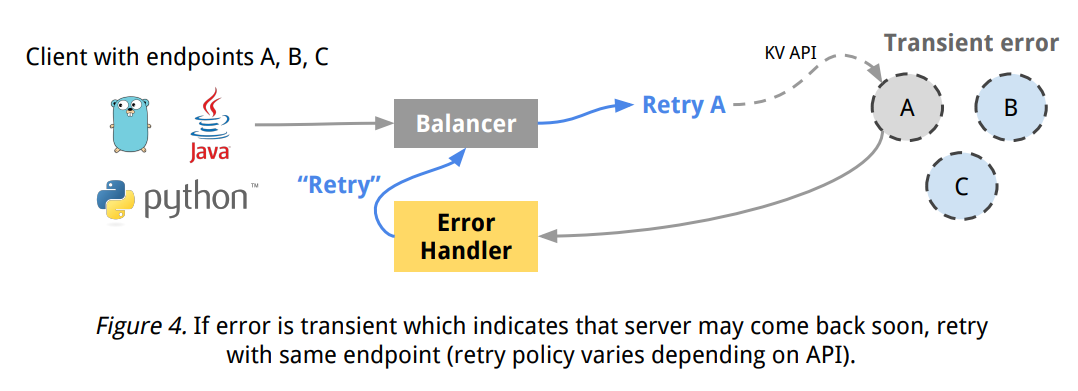 Client with endpoints A, B, C
KV API
Transient error
Java
python™
Balancer
Retry A
A
B
C
“Retry”
Error
Handler
Figure 4. If error is transient which indicates that server may come back soon, retry
with same endpoint (retry policy varies depending on API).